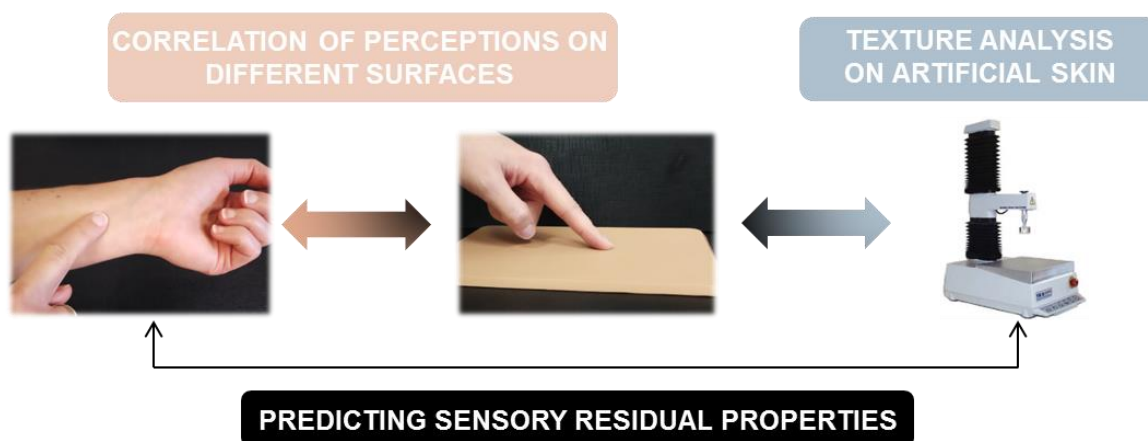 CORRELATION OF PERCEPTIONS ON
DIFFERENT SURFACES
TEXTURE ANALYSIS
ON ARTIFICIAL SKIN
PREDICTING SENSORY RESIDUAL PROPERTIES